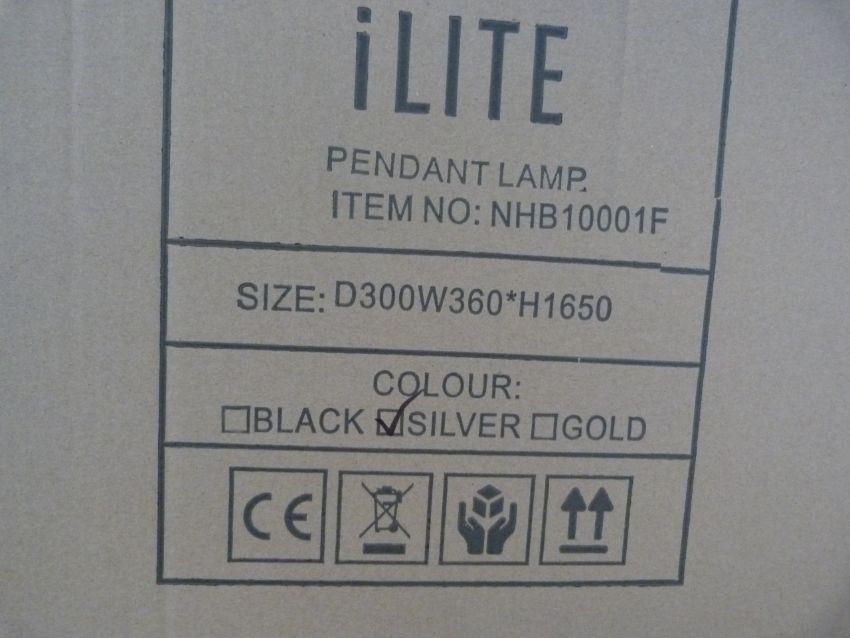 iLITE
PENDANT LAMP.
ITEM NO: NHB10001F
SIZE: D300W360*H1650
COLOUR:
☐BLACK ☑SILVER ☐GOLD
CE